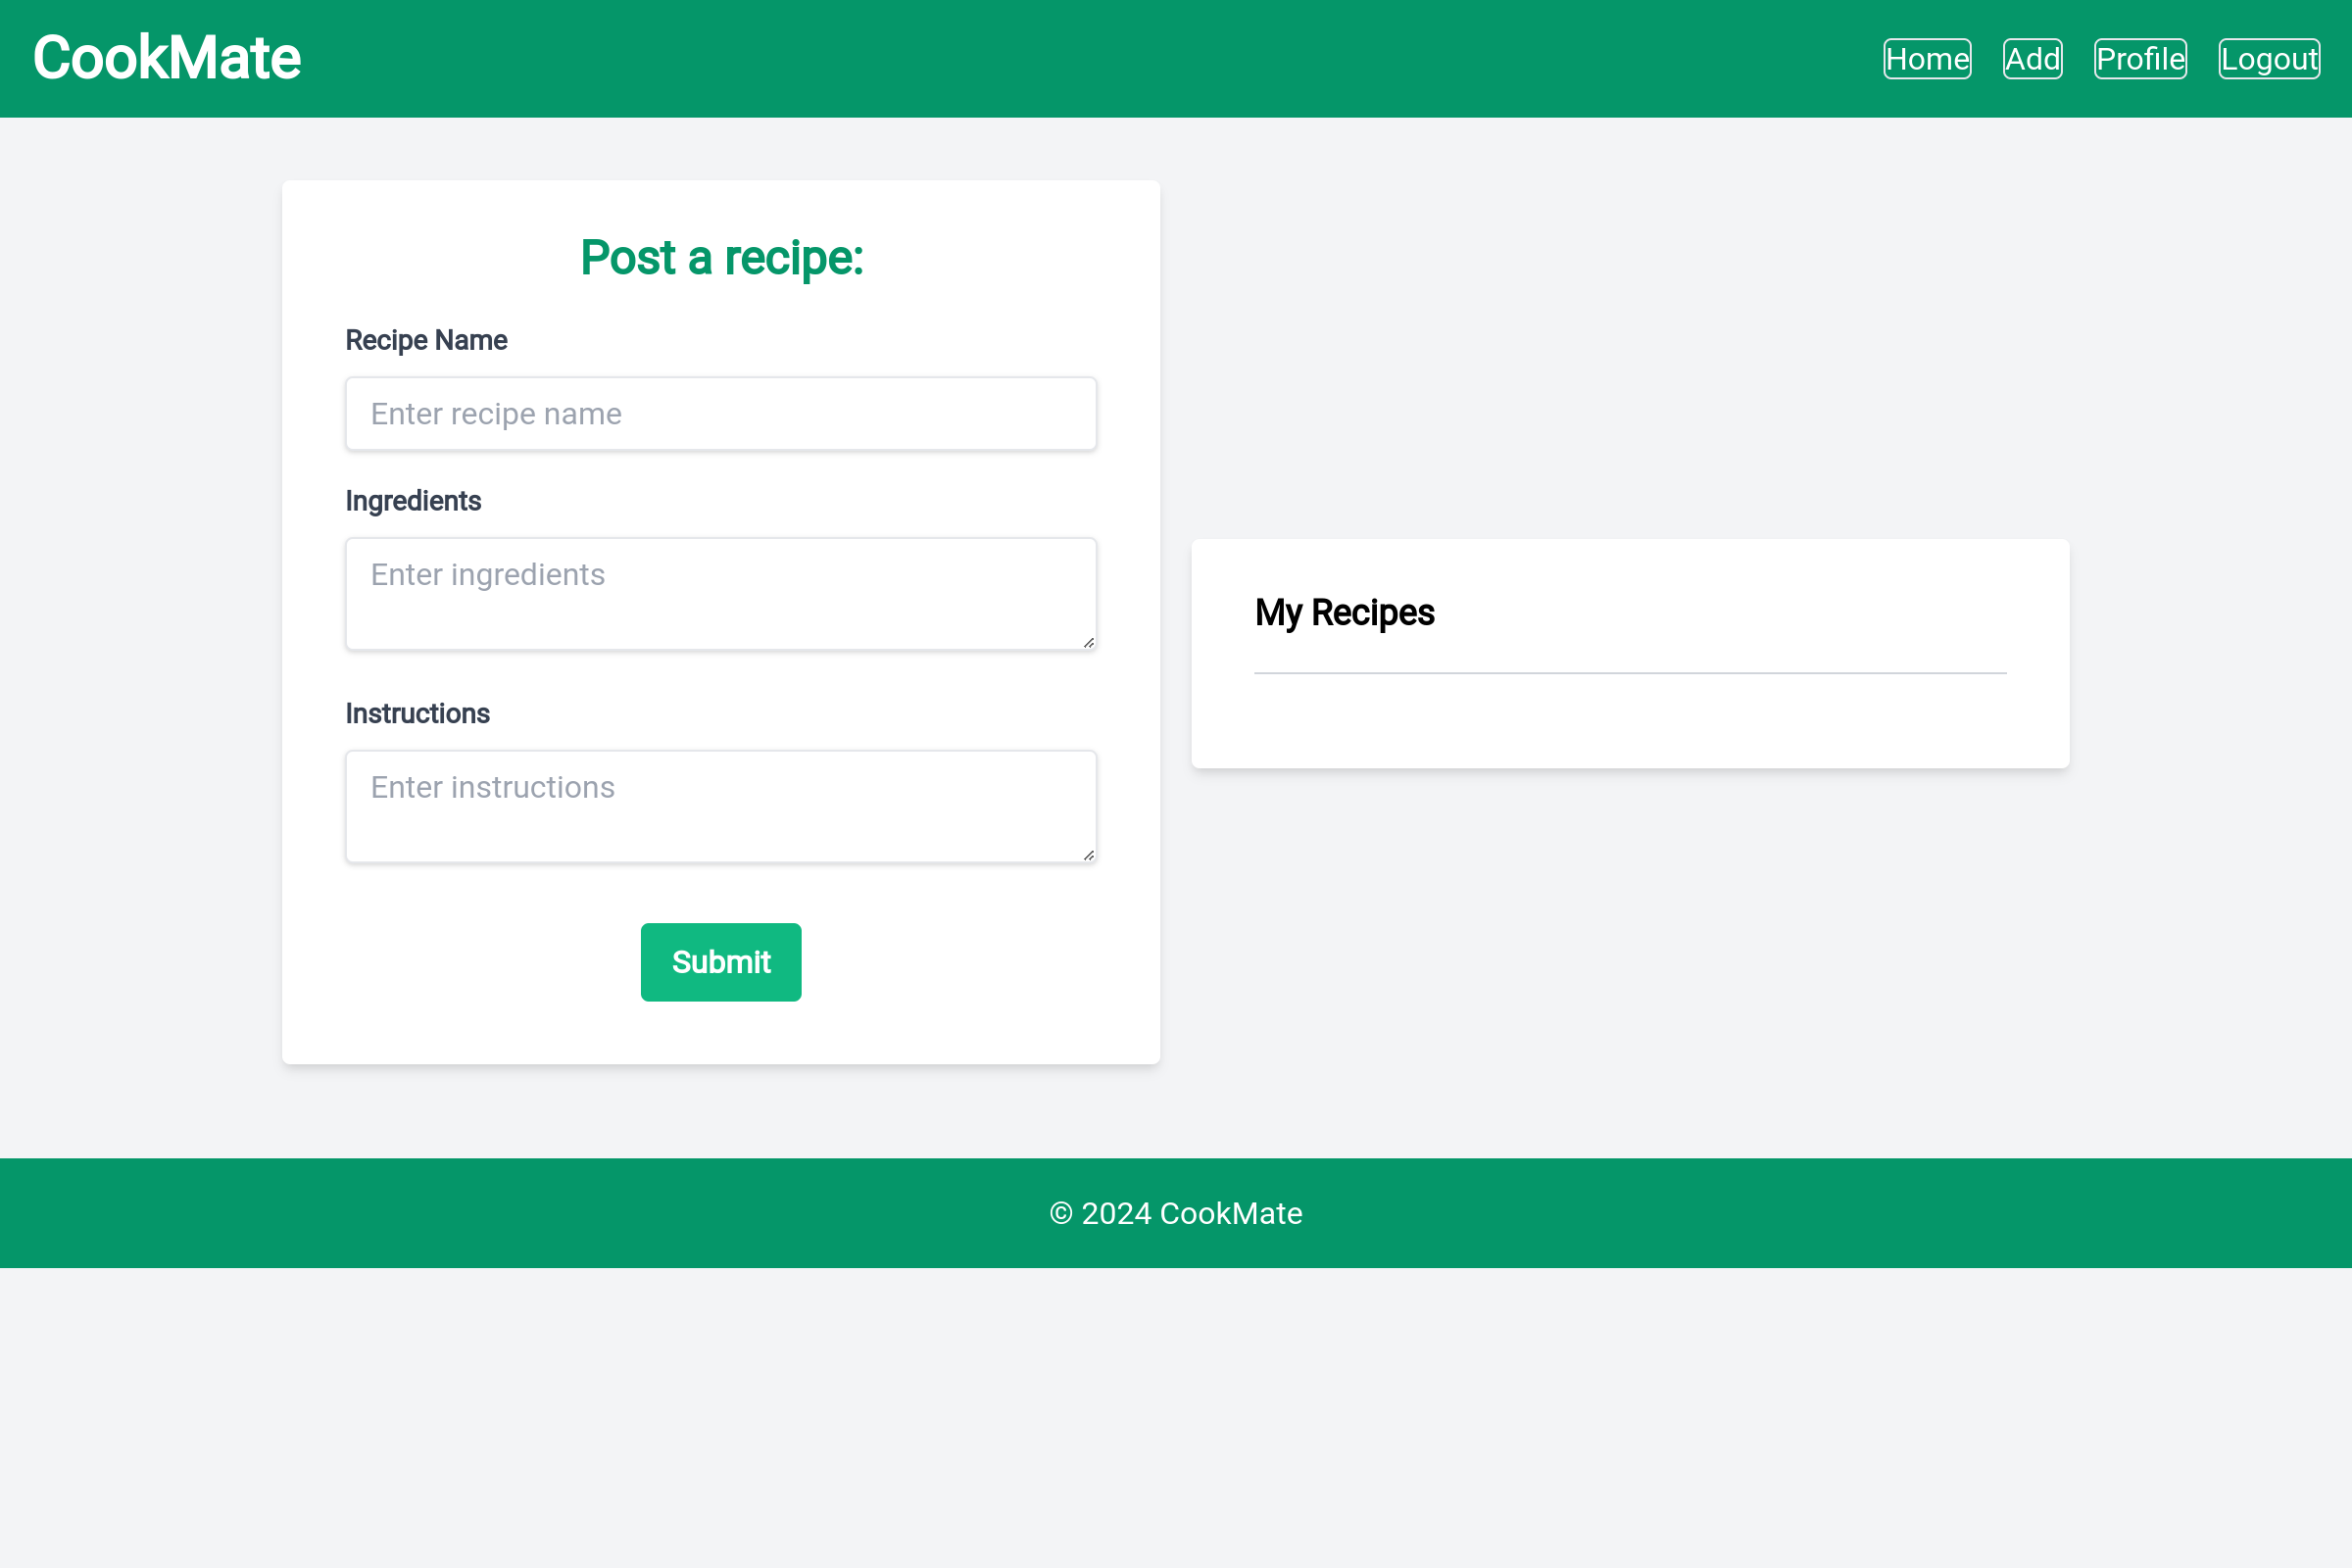 CookMate
Home Add Profile Logout
Post a recipe:
Recipe Name
Enter recipe name
Ingredients
Enter ingredients
Instructions
Enter instructions
Submit
My Recipes
© 2024 CookMate